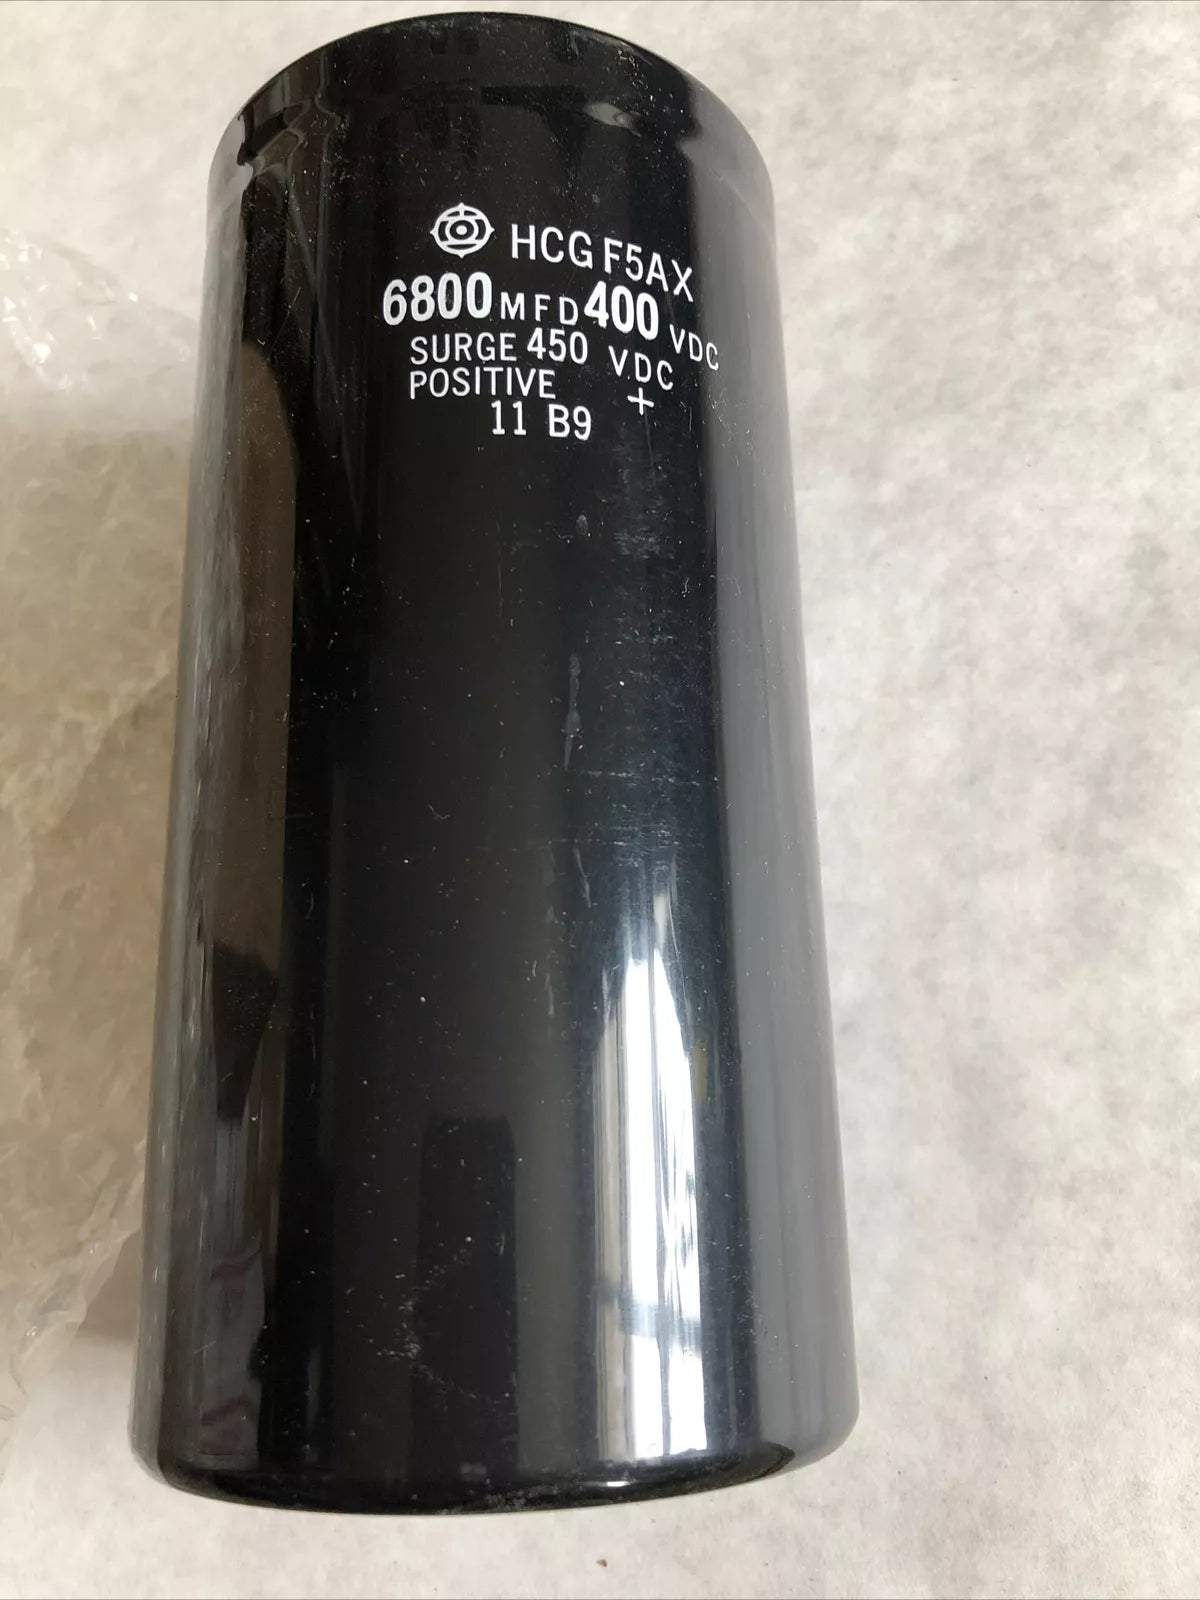 HCG F5AX
6800 MFD 400 VDC
SURGE 450 VDC
POSITIVE +
11 B9